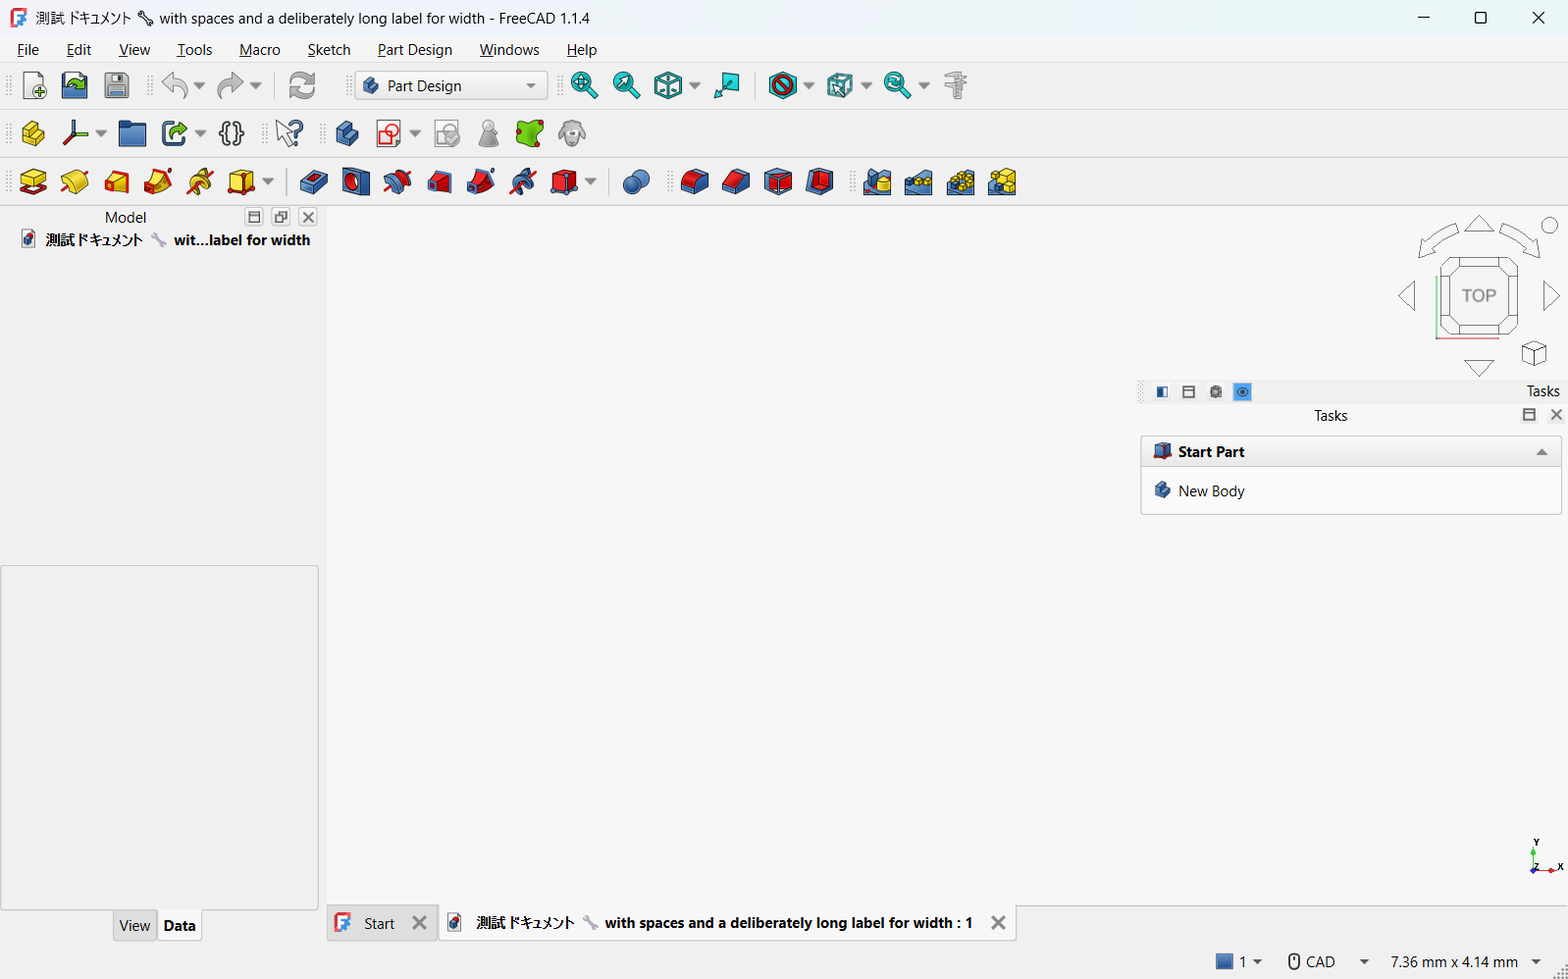 測試 ドキュメント 🔧 with spaces and a deliberately long label for width - FreeCAD 1.1.4
File Edit View Tools Macro Sketch Part Design Windows Help
Part Design
Model
測試 ドキュメント 🔧 wit...label for width
TOP
Tasks
Tasks
Start Part
New Body
Y
Z X
View Data
Start
測試 ドキュメント 🔧 with spaces and a deliberately long label for width : 1
1 CAD 7.36 mm x 4.14 mm